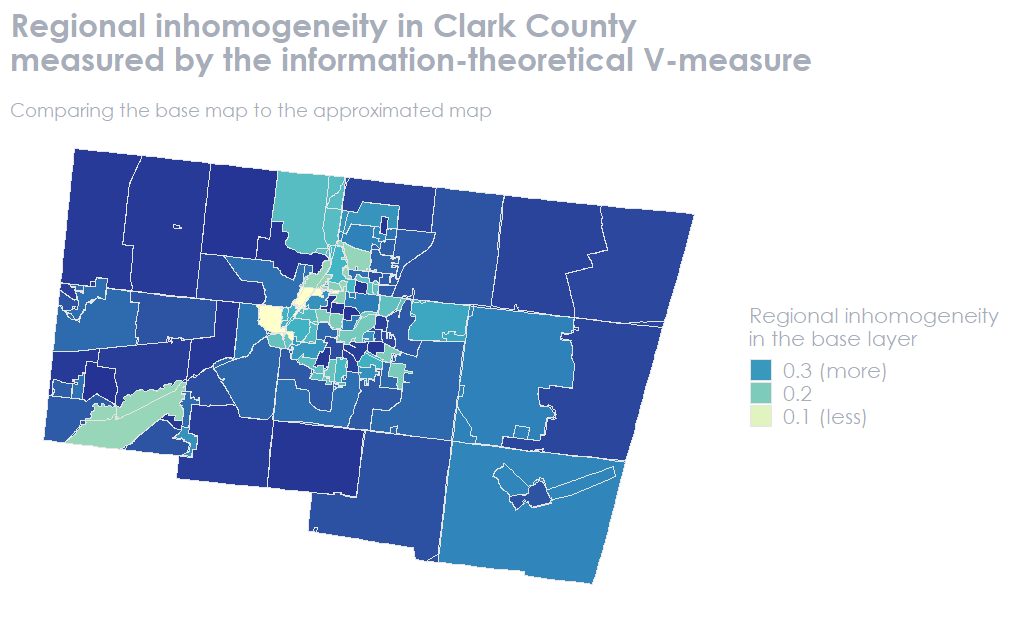 Regional inhomogeneity in Clark County
measured by the information-theoretical V-measure
Comparing the base map to the approximated map
Regional inhomogeneity
in the base layer
0.3 (more)
0.2
0.1 (less)